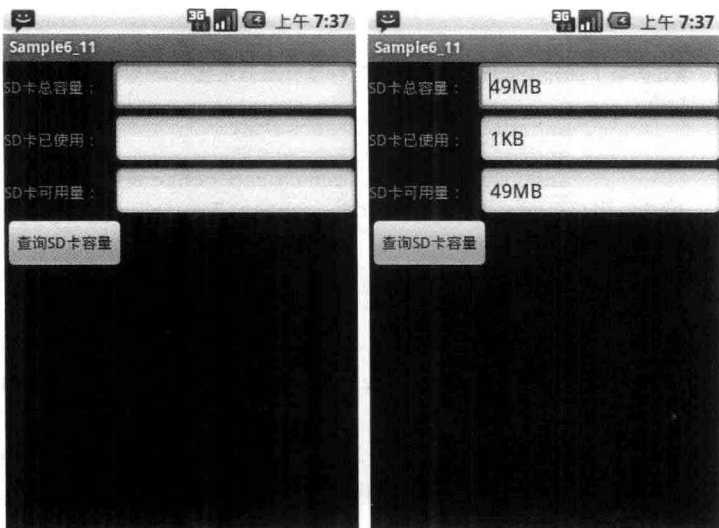 3G
上午 7:37
Sample6_11
SD卡总容量：
SD卡已使用：
SD卡可用量：
查询SD卡容量
3G
上午 7:37
Sample6_11
SD卡总容量： 49MB
SD卡已使用： 1KB
SD卡可用量： 49MB
查询SD卡容量